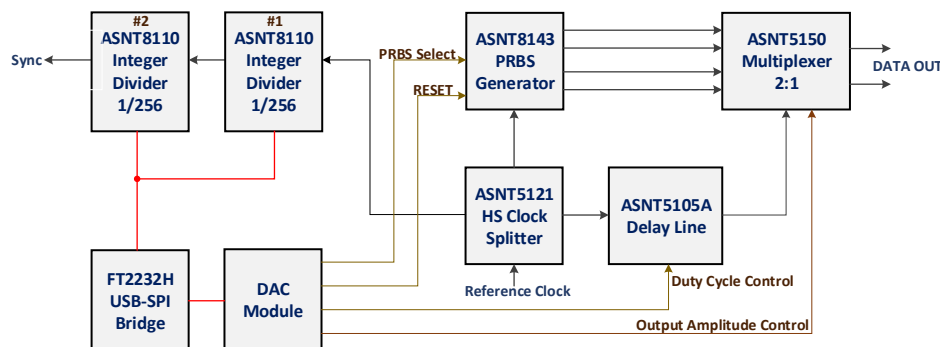 #2
ASNT8110
Integer
Divider
1/256
#1
ASNT8110
Integer
Divider
1/256
Sync
PRBS Select
RESET
ASNT8143
PRBS
Generator
ASNT5150
Multiplexer
2:1
DATA OUT
ASNT5121
HS Clock
Splitter
ASNT5105A
Delay Line
Reference Clock
Duty Cycle Control
Output Amplitude Control
FT2232H
USB-SPI
Bridge
DAC
Module